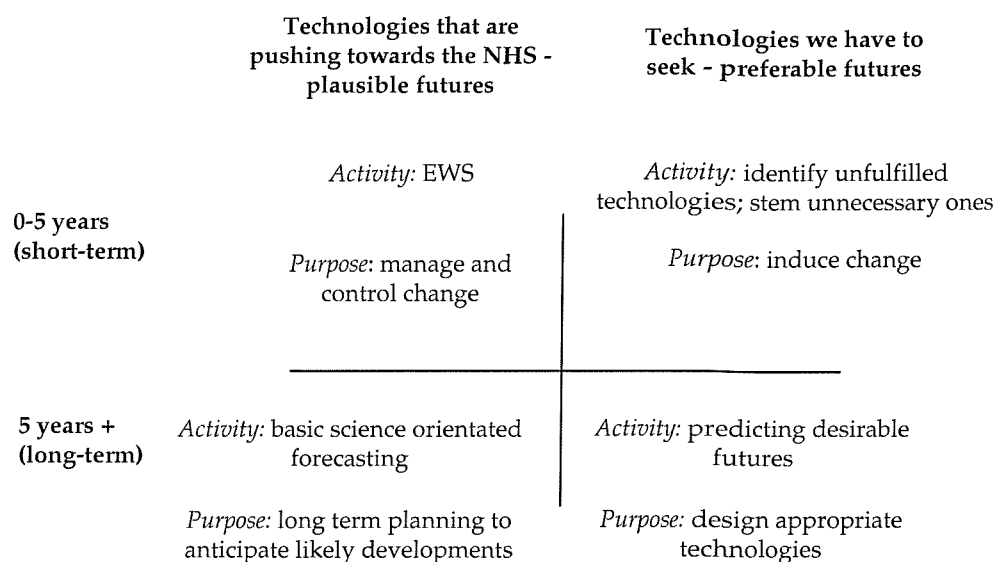 Technologies that are
pushing towards the NHS -
plausible futures
Technologies we have to
seek - preferable futures
0-5 years
(short-term)
Activity: EWS
Purpose: manage and
control change
Activity: identify unfulfilled
technologies; stem unnecessary ones
Purpose: induce change
5 years +
(long-term)
Activity: basic science orientated
forecasting
Purpose: long term planning to
anticipate likely developments
Activity: predicting desirable
futures
Purpose: design appropriate
technologies